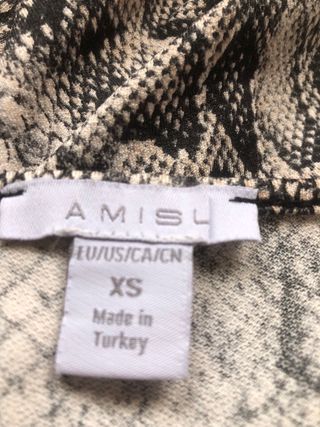 AMISU
EU/US/CA/CN
XS
Made in
Turkey